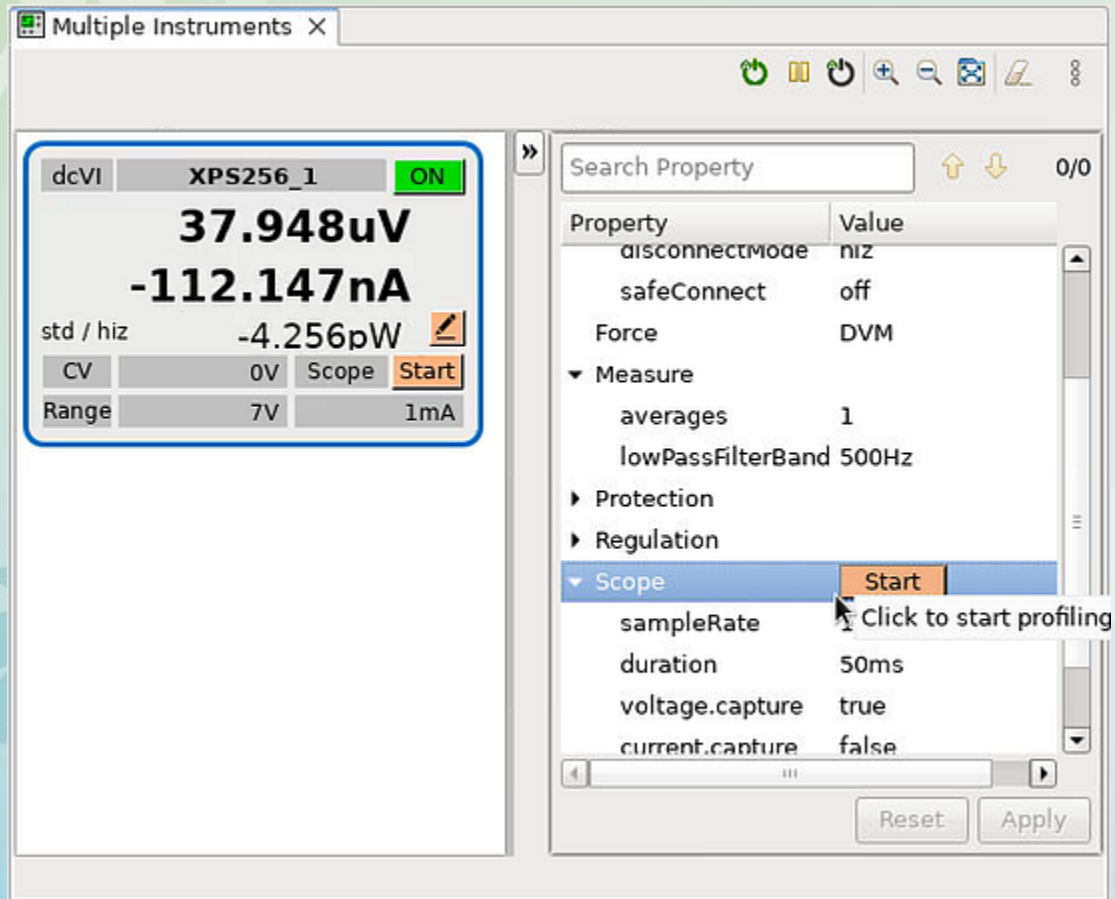 Multiple Instruments
dcVI XPS256_1 ON
37.948uV
-112.147nA
std / hiz -4.256pW
CV 0V Scope Start
Range 7V 1mA
»
Search Property 0/0
Property Value
disconnectMode hiz
safeConnect off
Force DVM
Measure
averages 1
lowPassFilterBand 500Hz
Protection
Regulation
Scope Start
Click to start profiling
sampleRate
duration 50ms
voltage.capture true
current.capture false
Reset Apply